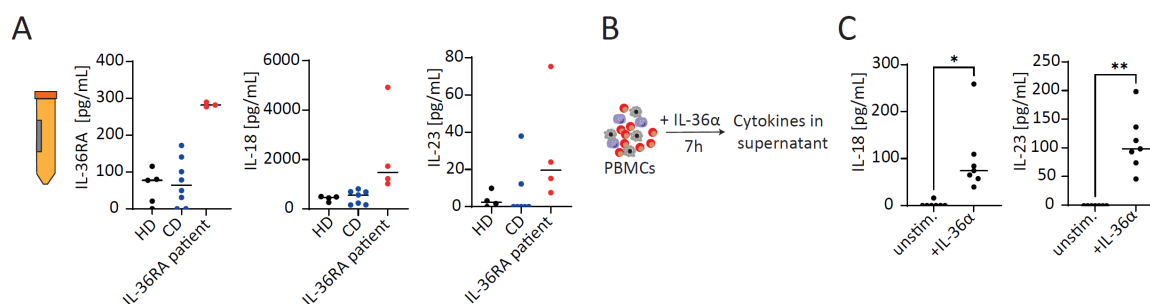 A
IL-36RA [pg/mL]
400
300
200
100
0
HD
CD
IL-36RA patient
IL-18 [pg/mL]
6000
4000
2000
0
HD
CD
IL-36RA patient
IL-23 [pg/mL]
80
60
40
20
0
HD
CD
IL-36RA patient
B
+ IL-36α
7h
PBMCs
Cytokines in
supernatant
C
IL-18 [pg/mL]
300
200
100
0
*
unstim.
+IL-36α
IL-23 [pg/mL]
250
200
150
100
50
0
**
unstim.
+IL-36α